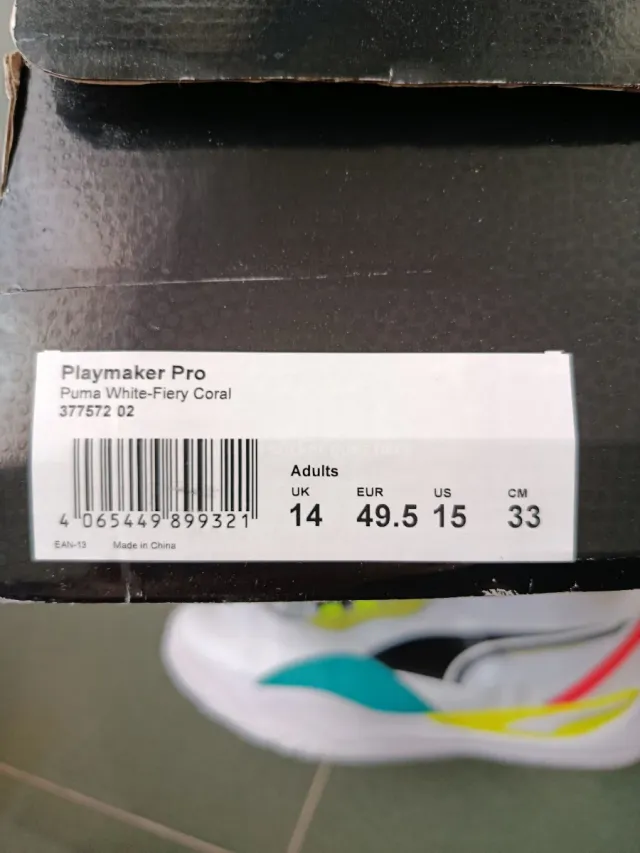 Playmaker Pro
Puma White-Fiery Coral
377572 02
4 065449 899321
EAN-13 Made in China
Adults
UK EUR US CM
14 49.5 15 33